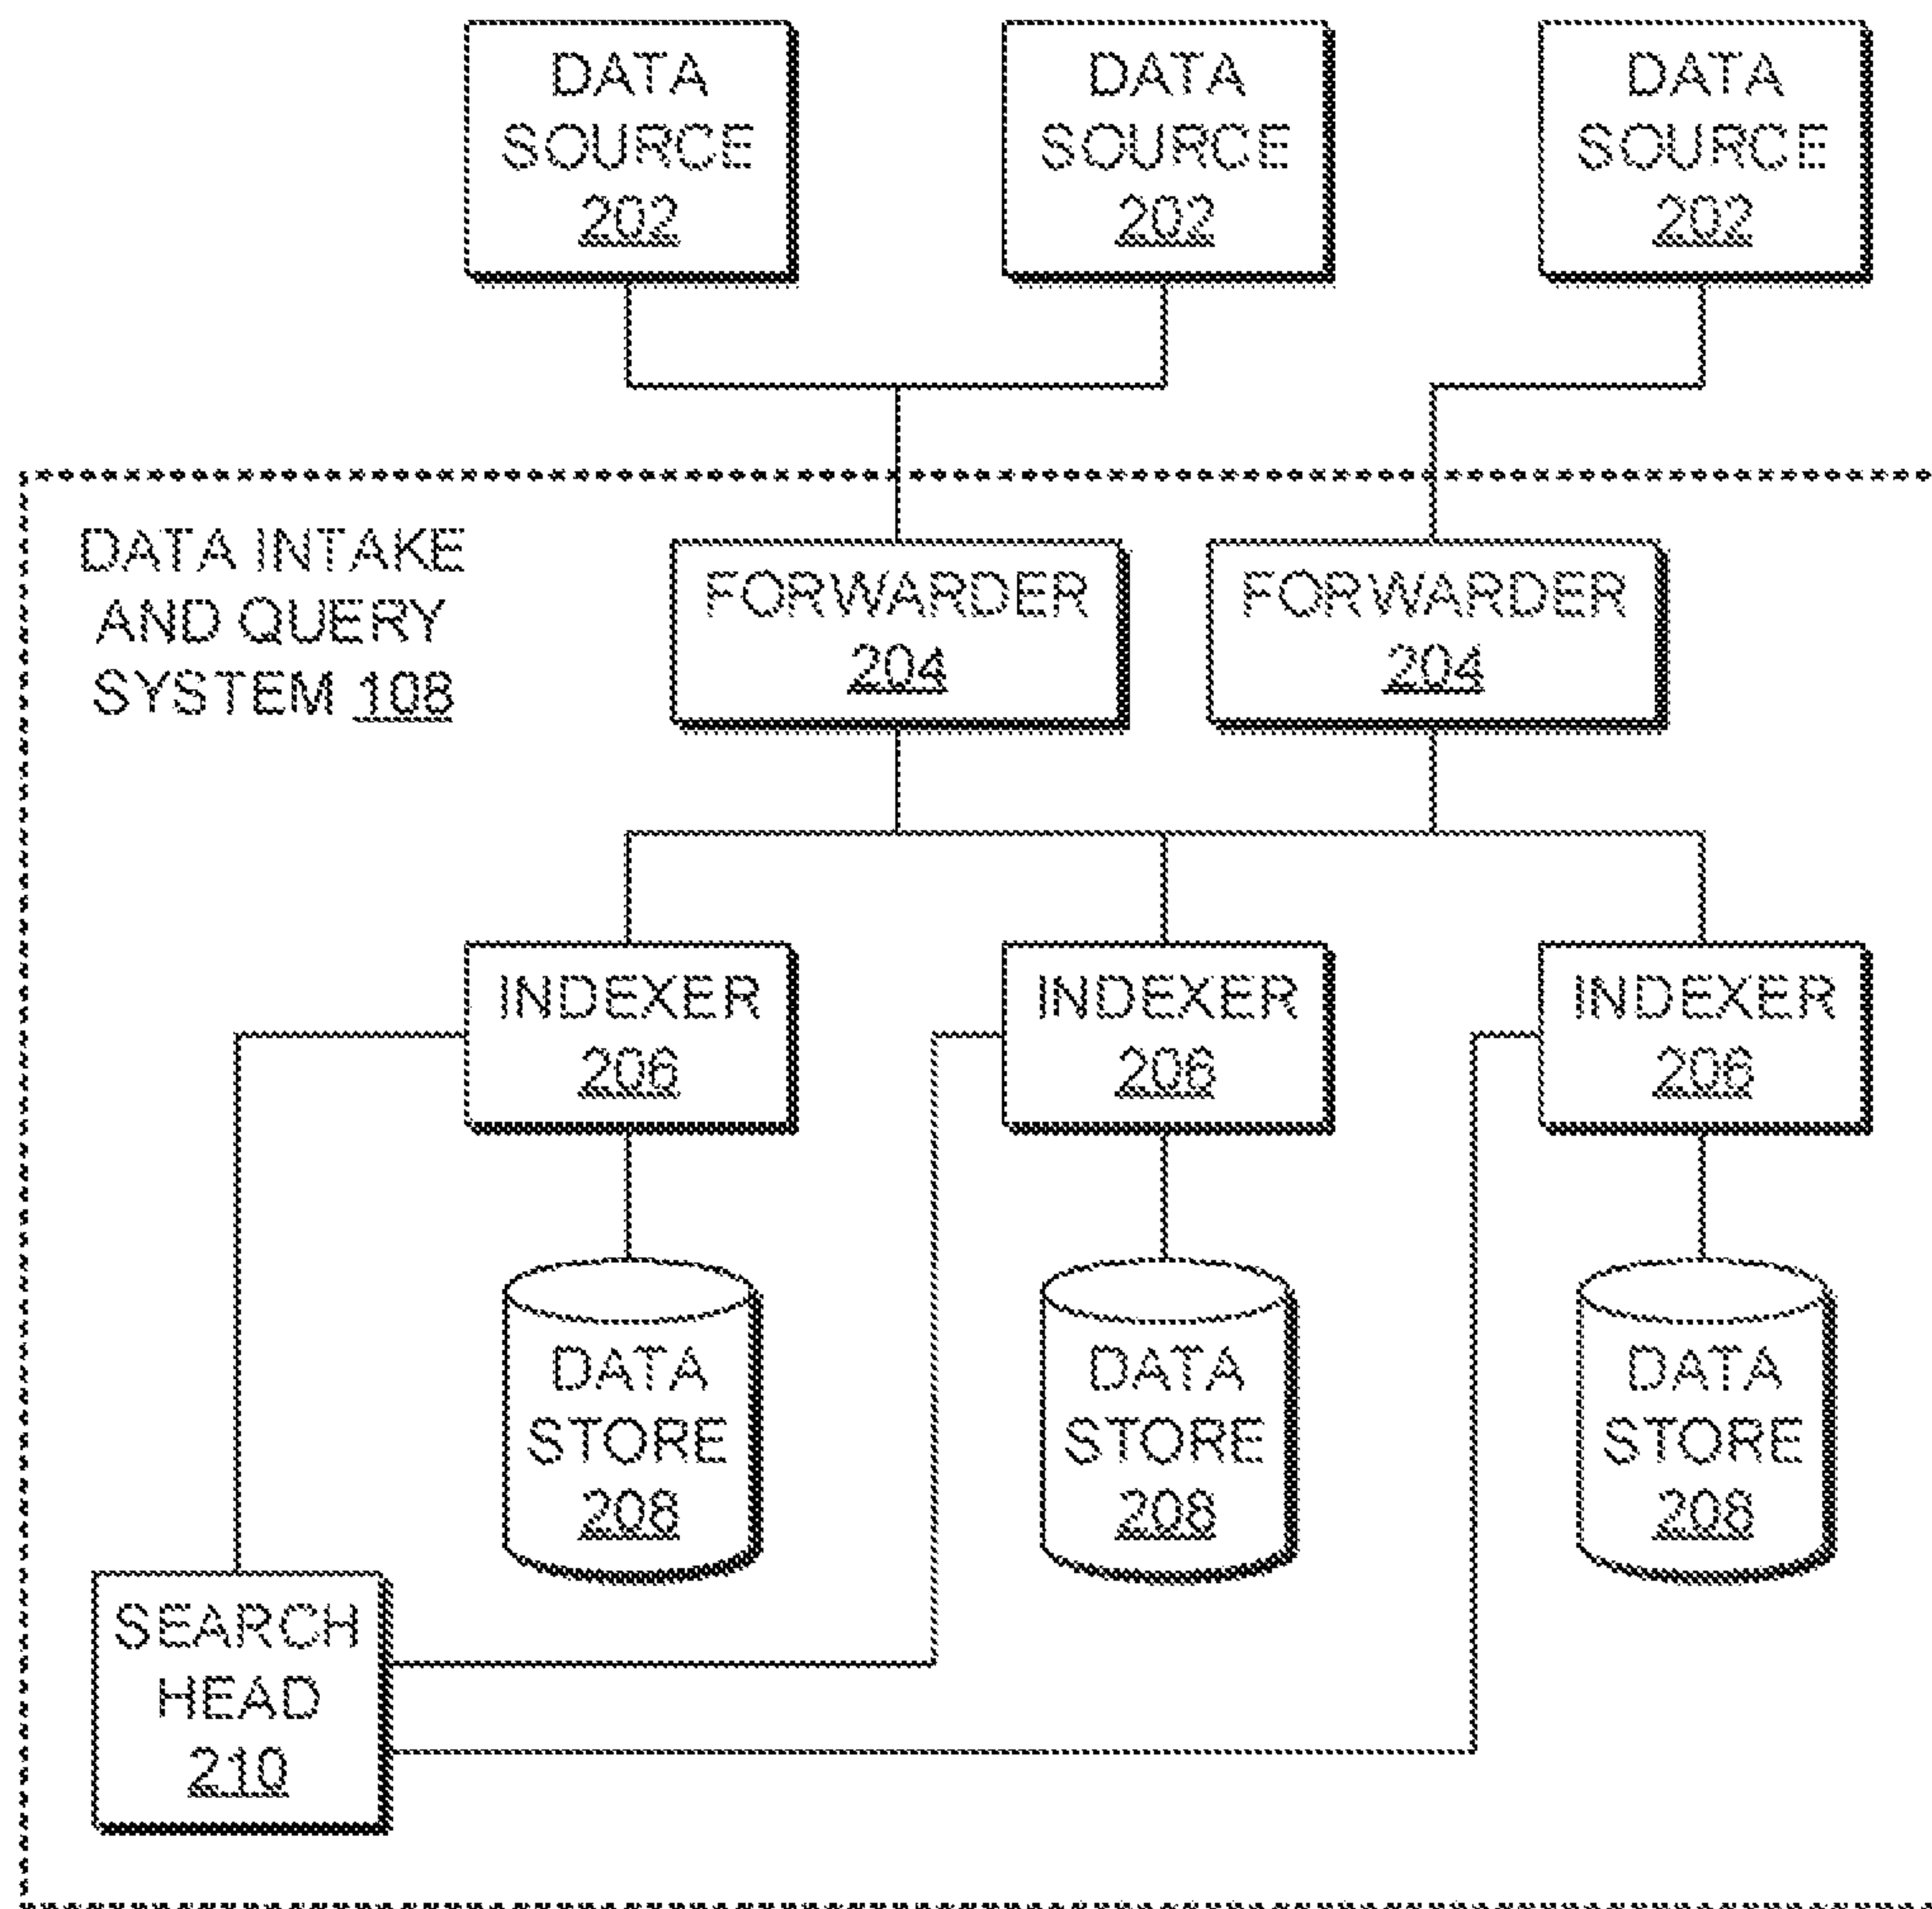 DATA
SOURCE
202
DATA
SOURCE
202
DATA
SOURCE
202
DATA INTAKE
AND QUERY
SYSTEM 108
FORWARDER
204
FORWARDER
204
INDEXER
206
INDEXER
206
INDEXER
206
DATA
STORE
208
DATA
STORE
208
DATA
STORE
208
SEARCH
HEAD
210